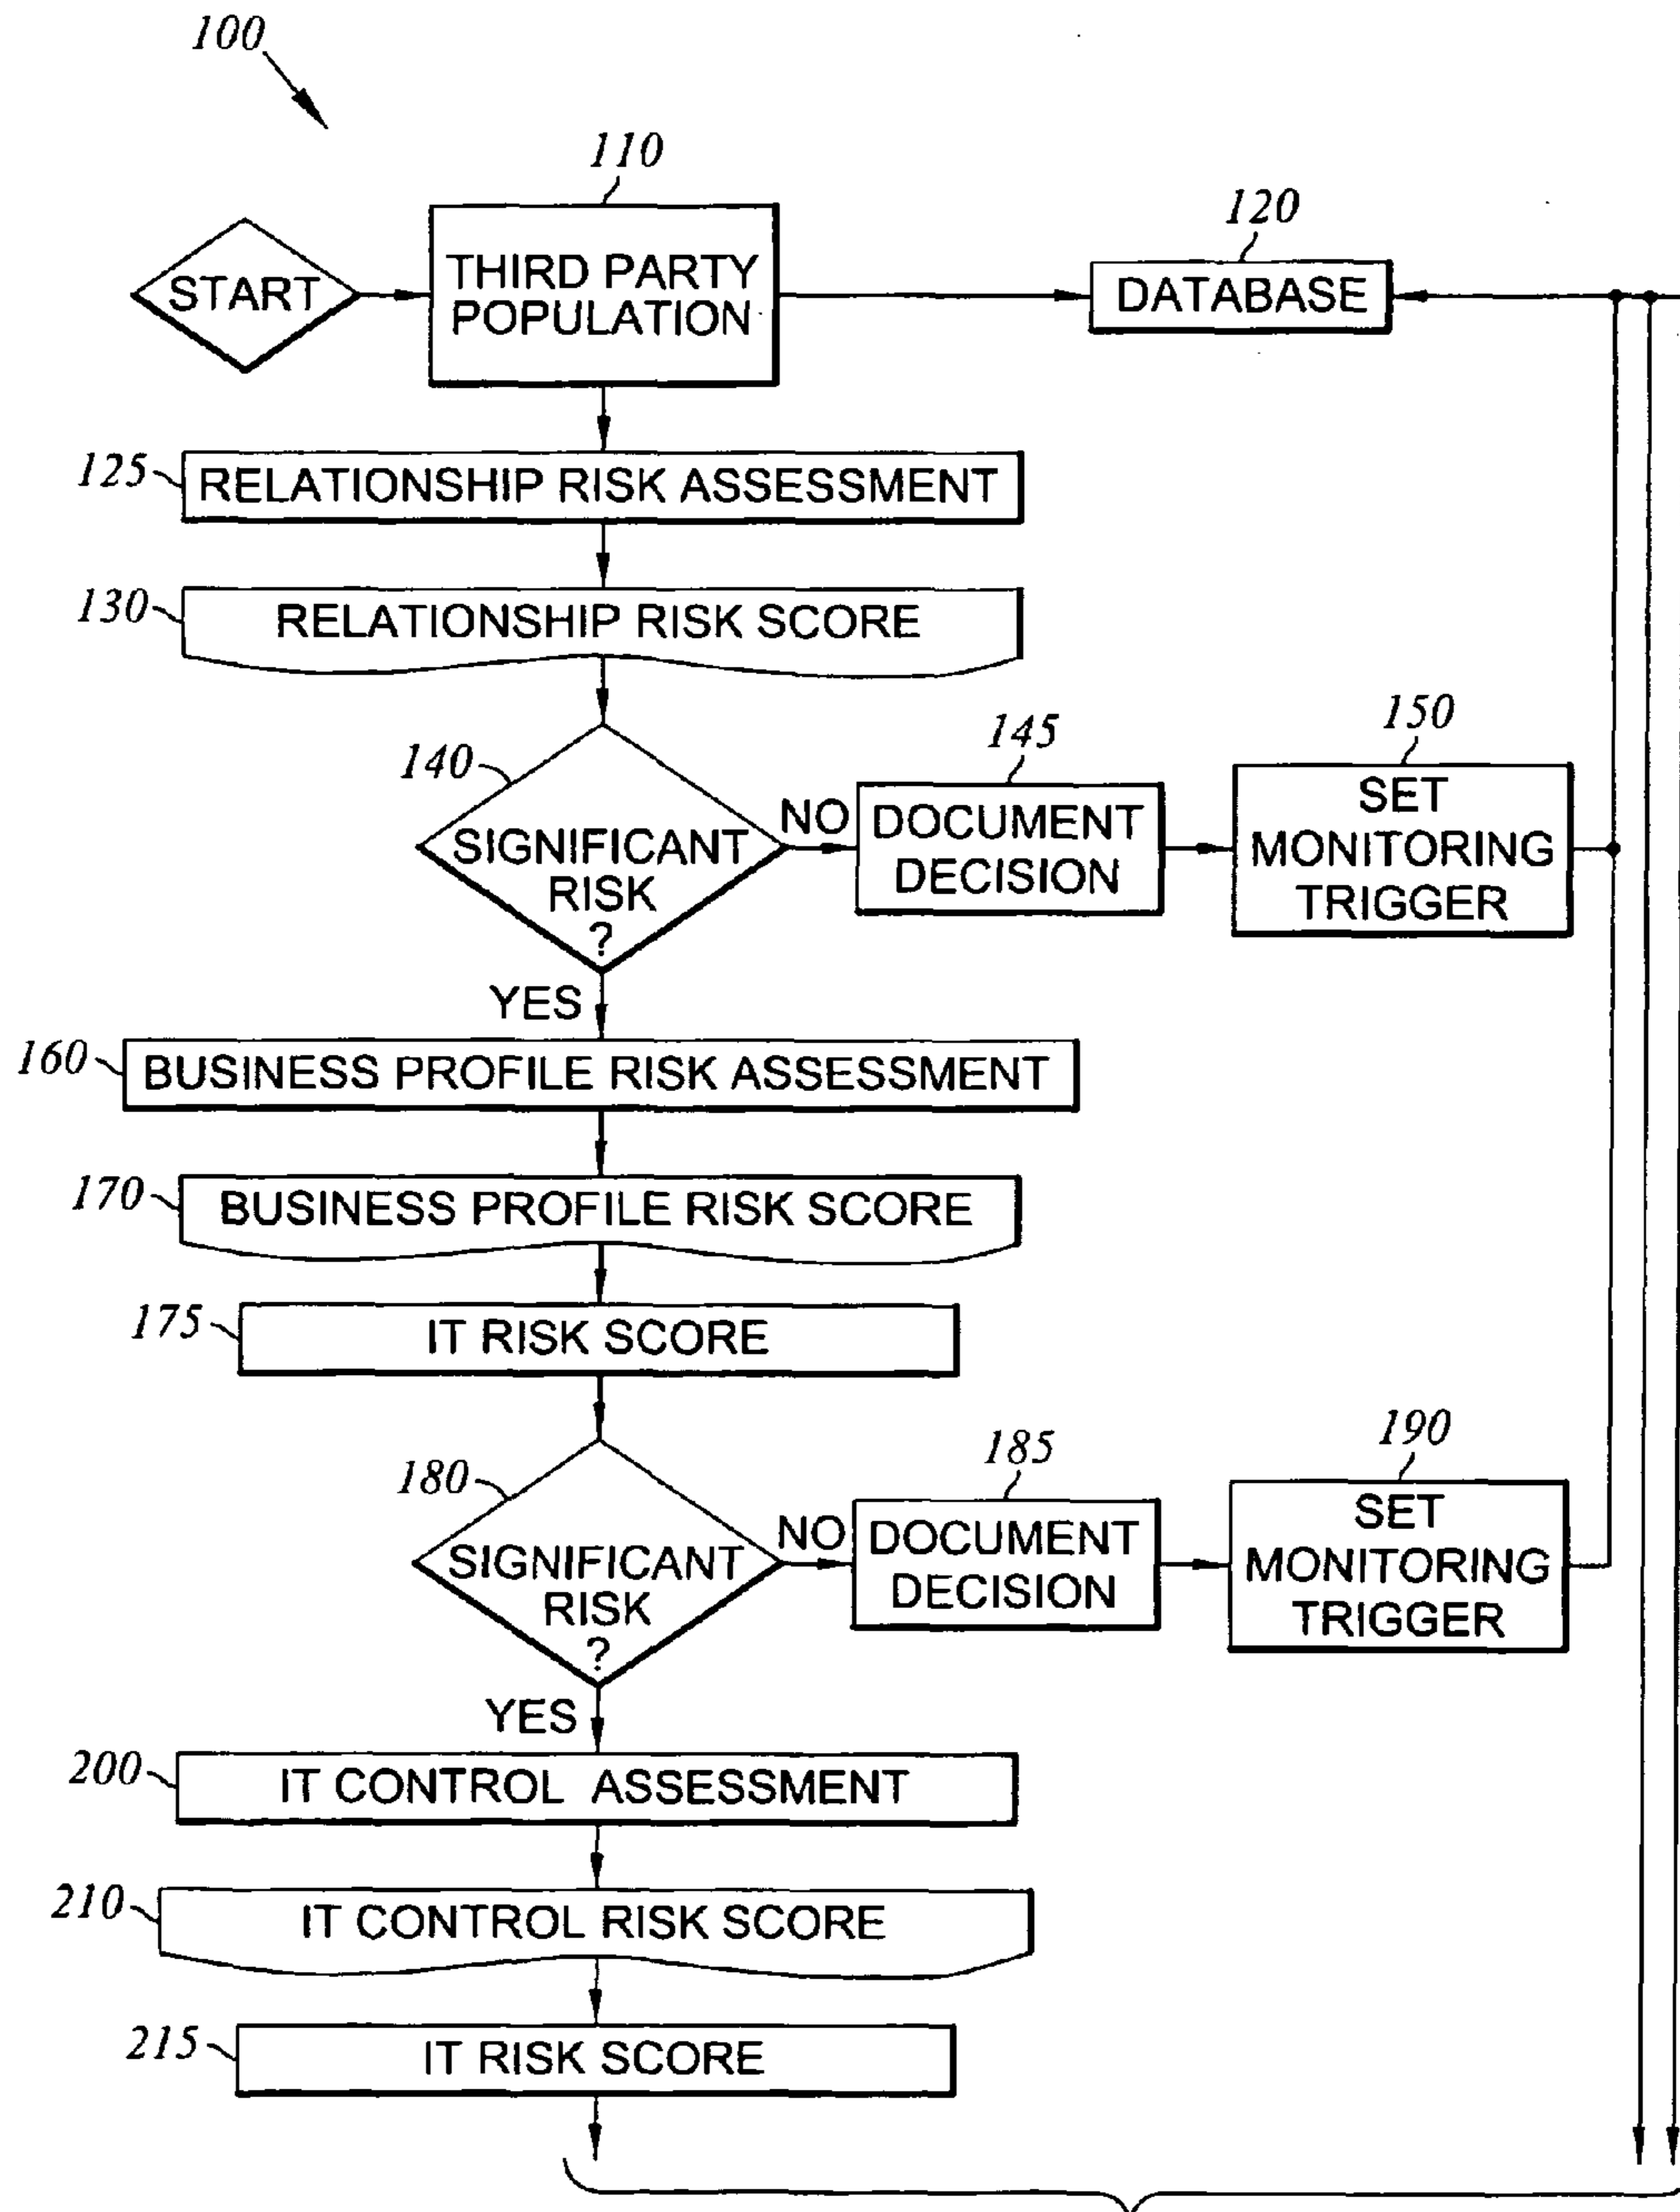 100
110
120
START
THIRD PARTY
POPULATION
DATABASE
125
RELATIONSHIP RISK ASSESSMENT
130
RELATIONSHIP RISK SCORE
140
SIGNIFICANT
RISK
?
NO
145
DOCUMENT
DECISION
150
SET
MONITORING
TRIGGER
YES
160
BUSINESS PROFILE RISK ASSESSMENT
170
BUSINESS PROFILE RISK SCORE
175
IT RISK SCORE
180
SIGNIFICANT
RISK
?
NO
185
DOCUMENT
DECISION
190
SET
MONITORING
TRIGGER
YES
200
IT CONTROL ASSESSMENT
210
IT CONTROL RISK SCORE
215
IT RISK SCORE